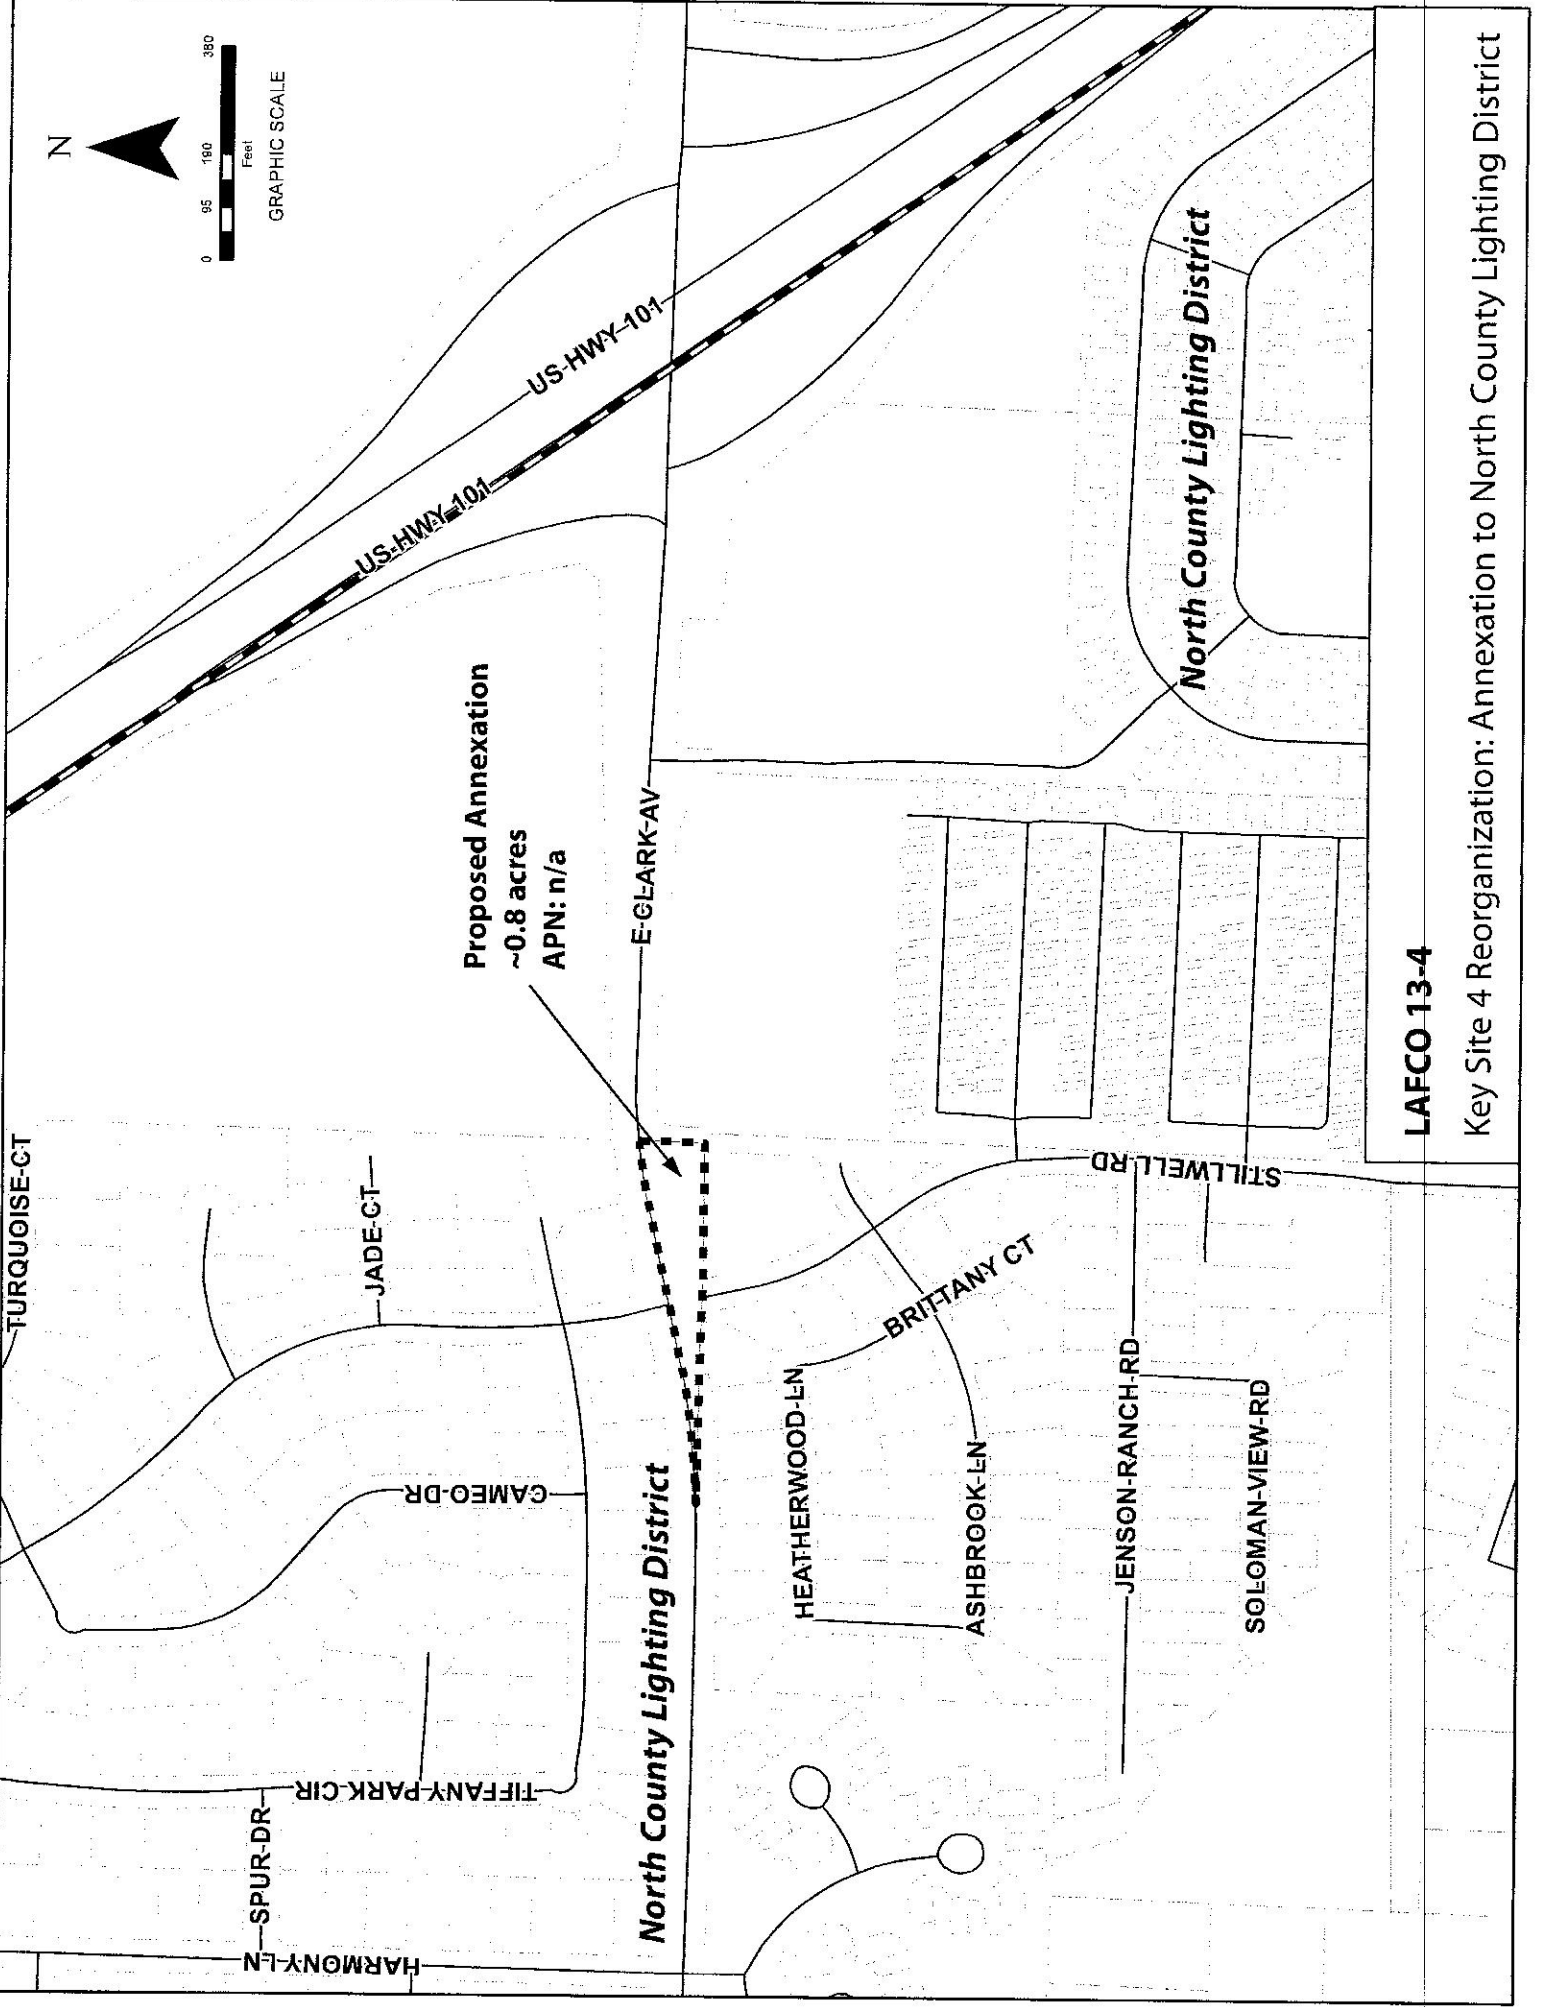 N
0 95 190 380
Feet
GRAPHIC SCALE
TURQUOISE CT
JADE CT
CAMEO DR
TIFFANY PARK CIR
SPUR DR
HARMONY LN
US HWY 101
US HWY 101
Proposed Annexation
~0.8 acres
APN: n/a
E CLARK AV
North County Lighting District
HEATHERWOOD LN
BRITTANY CT
ASHBROOK LN
STILLWELL RD
JENSON RANCH RD
SOLOMAN VIEW RD
North County Lighting District
LAFCO 13-4
Key Site 4 Reorganization: Annexation to North County Lighting District